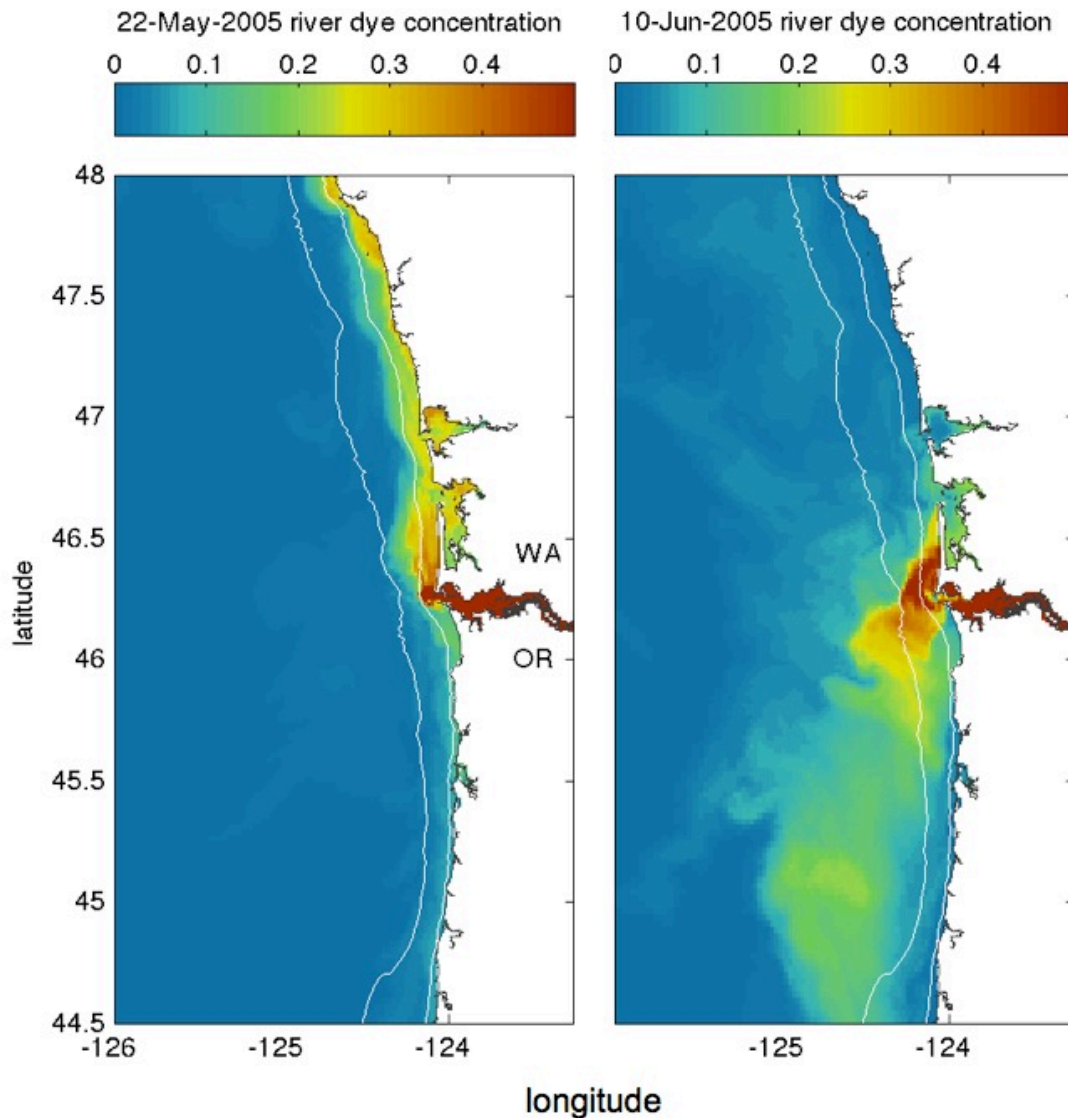 22-May-2005 river dye concentration
0 0.1 0.2 0.3 0.4
10-Jun-2005 river dye concentration
0 0.1 0.2 0.3 0.4
48
47.5
47
46.5
46
45.5
45
44.5
latitude
WA
OR
-126 -125 -124
-125 -124
longitude